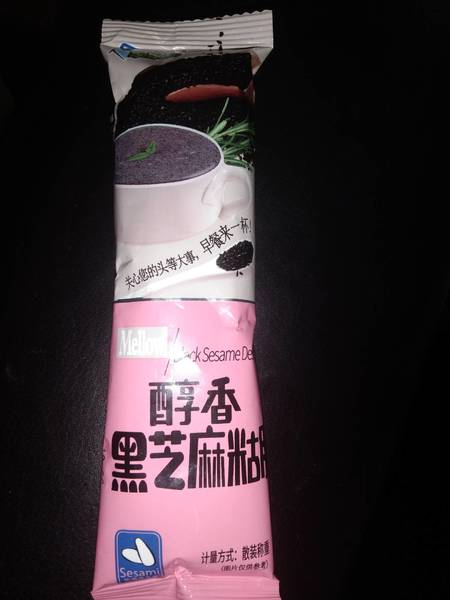 关心您的头等大事，早餐来一杯！
Mellow
Black Sesame De
醇香
黑芝麻糊
计量方式：散装称重
(图片仅供参考)
Sesami